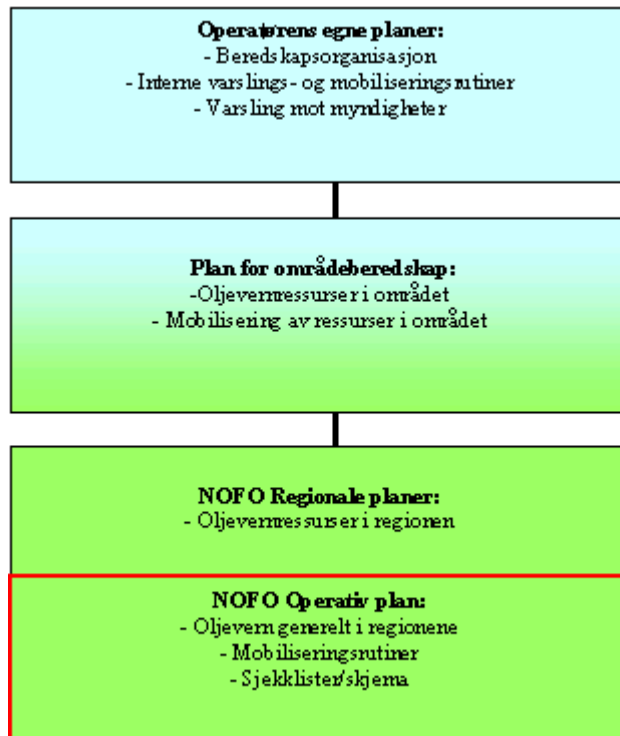 Operatørens egne planer:
- Beredskapsorganisasjon
- Interne varslings- og mobiliseringsrutiner
- Varsling mot myndigheter
Plan for områdeberedskap:
-Oljevernressurser i området
- Mobilisering av ressurser i området
NOFO Regionale planer:
- Oljevernressurser i regionen
NOFO Operativ plan:
- Oljevern generelt i regionene
- Mobiliseringsrutiner
- Sjekklister/skjema